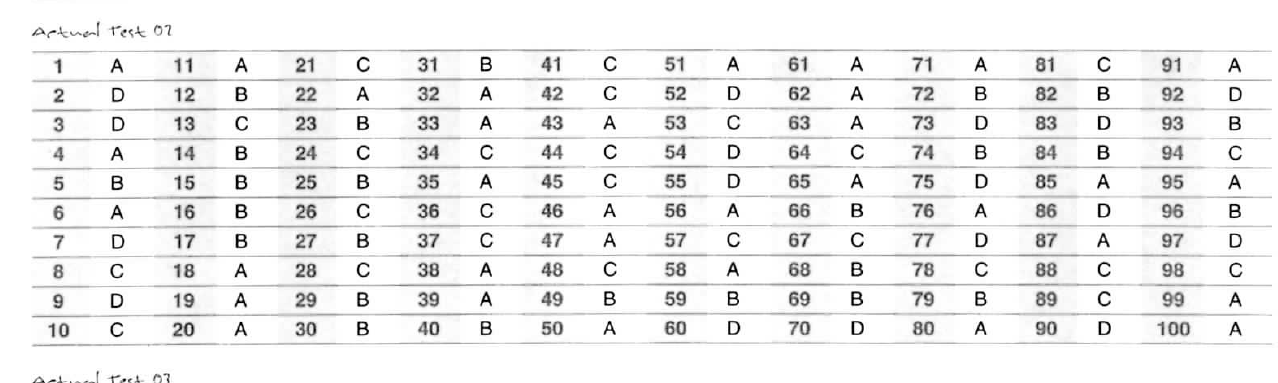 Actual Test 02
1 A 11 A 21 C 31 B 41 C 51 A 61 A 71 A 81 C 91 A
2 D 12 B 22 A 32 A 42 C 52 D 62 A 72 B 82 B 92 D
3 D 13 C 23 B 33 A 43 A 53 C 63 A 73 D 83 D 93 B
4 A 14 B 24 C 34 C 44 C 54 D 64 C 74 B 84 B 94 C
5 B 15 B 25 B 35 A 45 C 55 D 65 A 75 D 85 A 95 A
6 A 16 B 26 C 36 C 46 A 56 A 66 B 76 A 86 D 96 B
7 D 17 B 27 B 37 C 47 A 57 C 67 C 77 D 87 A 97 D
8 C 18 A 28 C 38 A 48 C 58 A 68 B 78 C 88 C 98 C
9 D 19 A 29 B 39 A 49 B 59 B 69 B 79 B 89 C 99 A
10 C 20 A 30 B 40 B 50 A 60 D 70 D 80 A 90 D 100 A
Actual Test 03